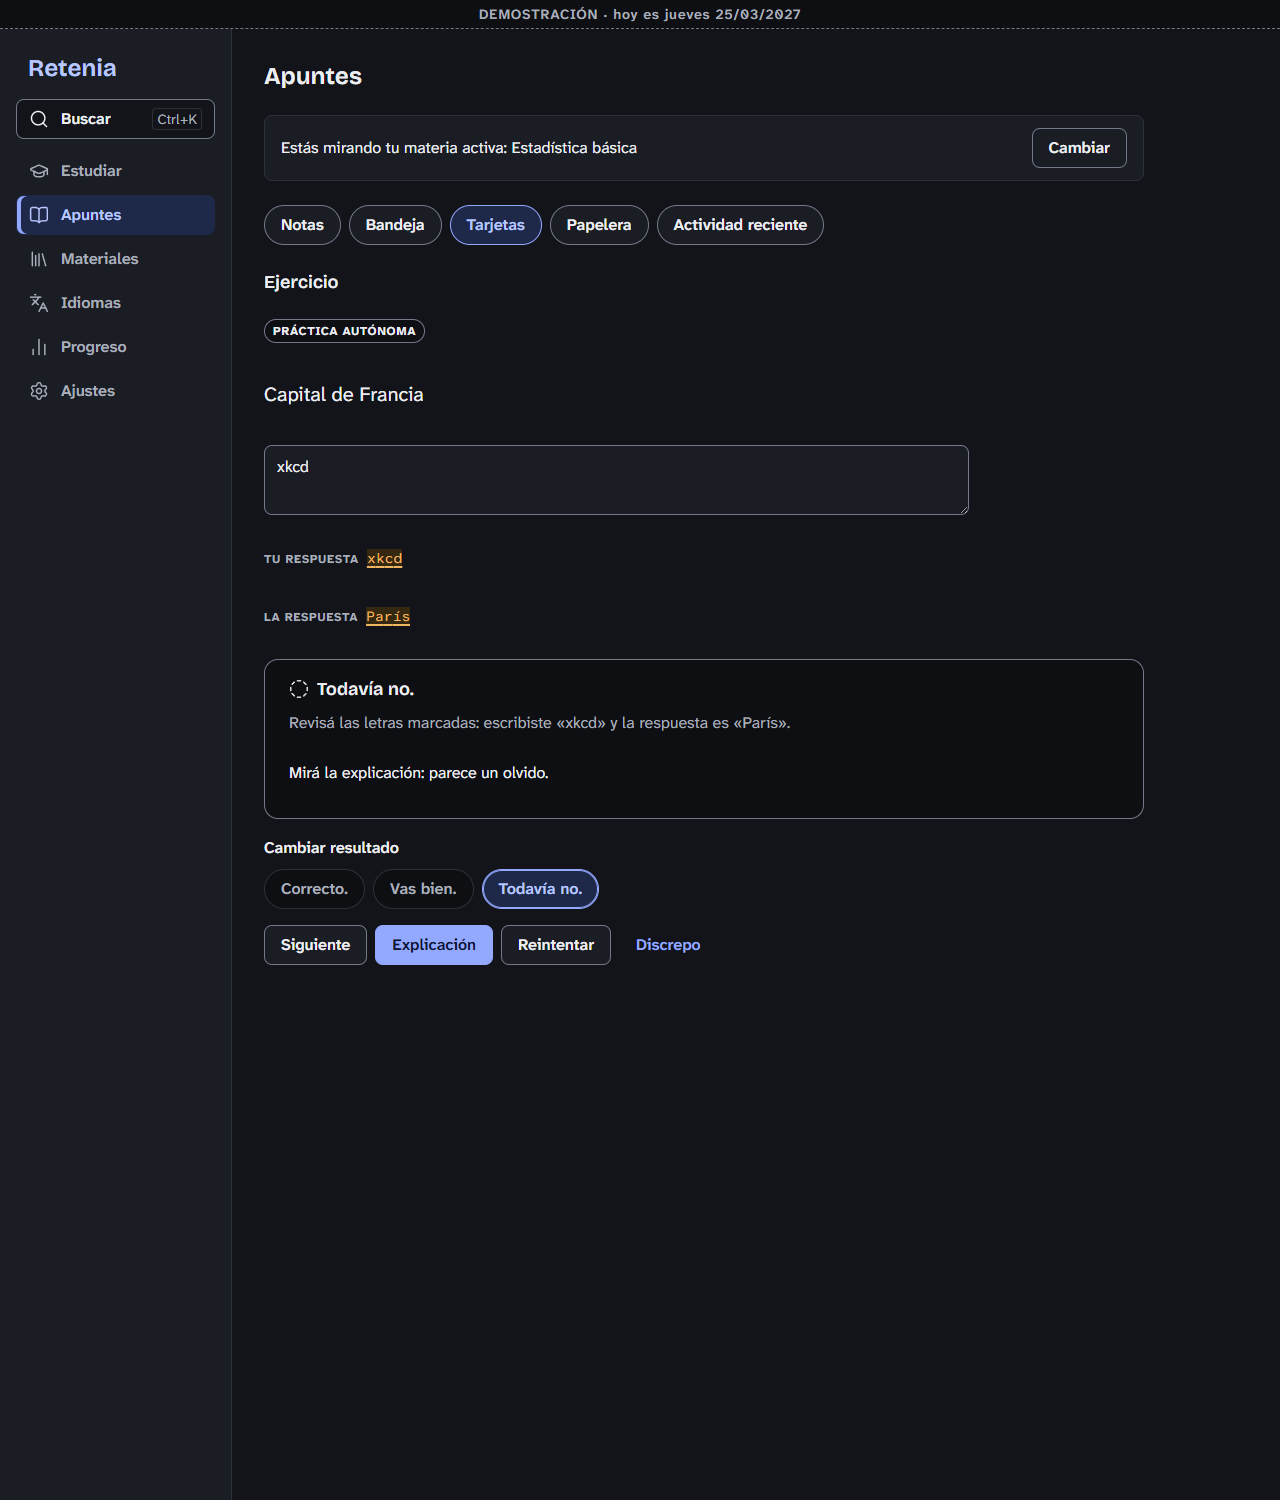 DEMOSTRACIÓN · hoy es jueves 25/03/2027
Retenia
Buscar Ctrl+K
Estudiar
Apuntes
Materiales
Idiomas
Progreso
Ajustes
Apuntes
Estás mirando tu materia activa: Estadística básica
Cambiar
Notas Bandeja Tarjetas Papelera Actividad reciente
Ejercicio
PRÁCTICA AUTÓNOMA
Capital de Francia
xkcd
TU RESPUESTA xkcd
LA RESPUESTA París
Todavía no.
Revisá las letras marcadas: escribiste «xkcd» y la respuesta es «París».
Mirá la explicación: parece un olvido.
Cambiar resultado
Correcto. Vas bien. Todavía no.
Siguiente Explicación Reintentar Discrepo